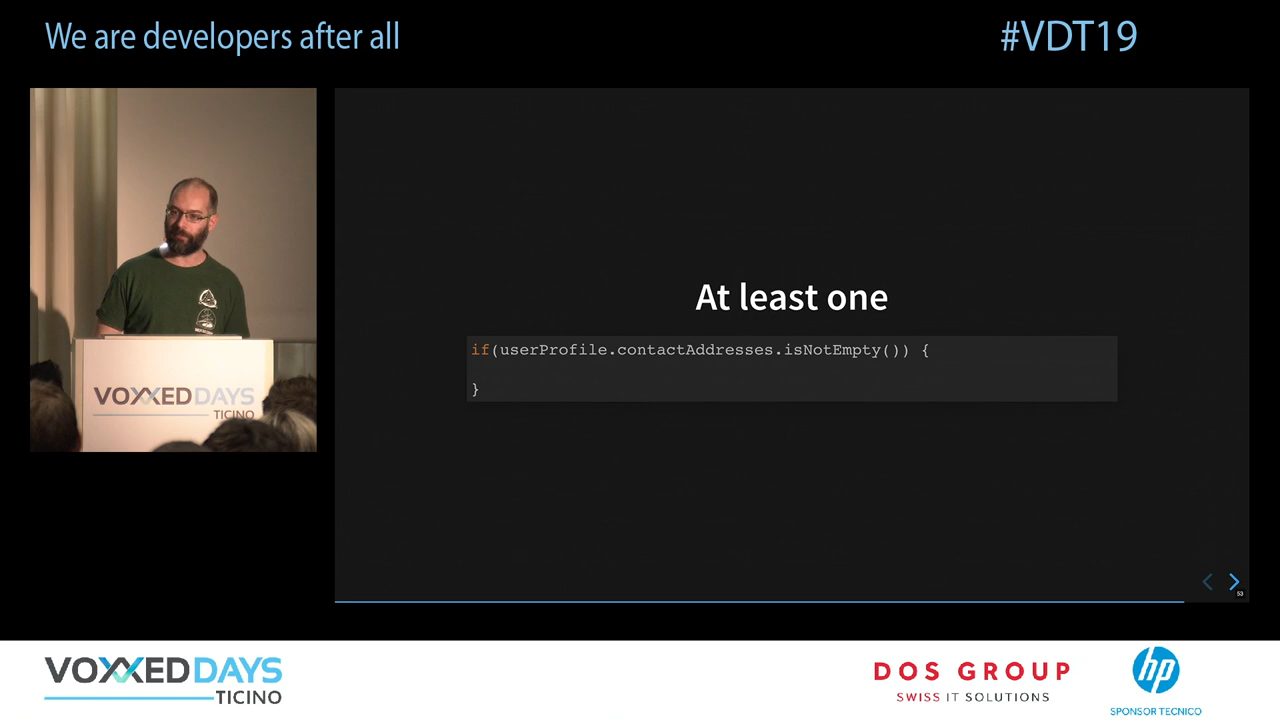 We are developers after all
#VDT19
At least one
if(userProfile.contactAddresses.isNotEmpty()) {
}
VOXXED DAYS
TICINO
53
VOXXED DAYS
TICINO
DOS GROUP
SWISS IT SOLUTIONS
hp
SPONSOR TECNICO